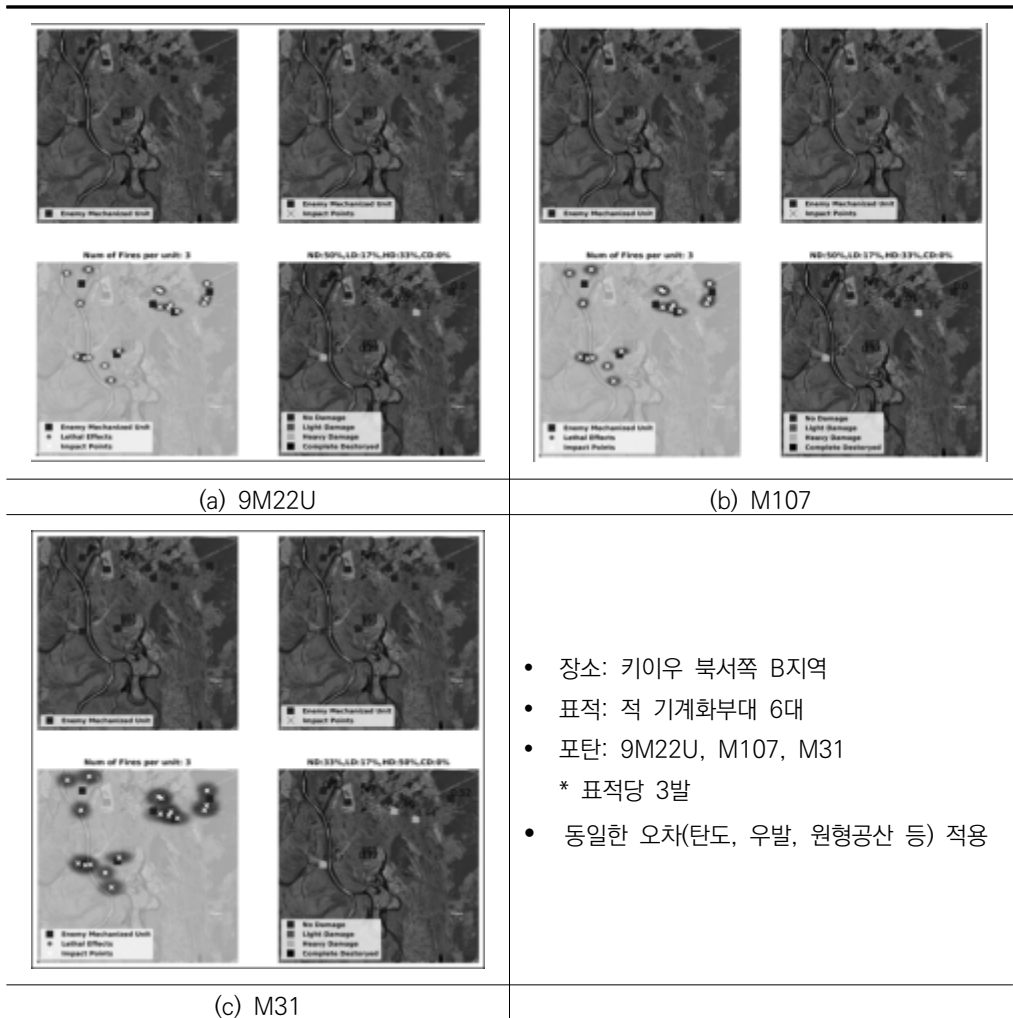 Enemy Mechanized Unit
Enemy Mechanized Unit
Impact Points
Num of Fires per unit: 3
ND:50%,LD:17%,HD:33%,CD:0%
Enemy Mechanized Unit
Lethal Effects
Impact Points
No Damage
Light Damage
Heavy Damage
Complete Destoryed
(a) 9M22U
Enemy Mechanized Unit
Enemy Mechanized Unit
Impact Points
Num of Fires per unit: 3
ND:50%,LD:17%,HD:33%,CD:0%
Enemy Mechanized Unit
Lethal Effects
Impact Points
No Damage
Light Damage
Heavy Damage
Complete Destoryed
(b) M107
Enemy Mechanized Unit
Enemy Mechanized Unit
Impact Points
Num of Fires per unit: 3
ND:33%,LD:17%,HD:50%,CD:0%
Enemy Mechanized Unit
Lethal Effects
Impact Points
No Damage
Light Damage
Heavy Damage
Complete Destoryed
(c) M31
• 장소: 키이우 북서쪽 B지역
• 표적: 적 기계화부대 6대
• 포탄: 9M22U, M107, M31
* 표적당 3발
• 동일한 오차(탄도, 우발, 원형공산 등) 적용